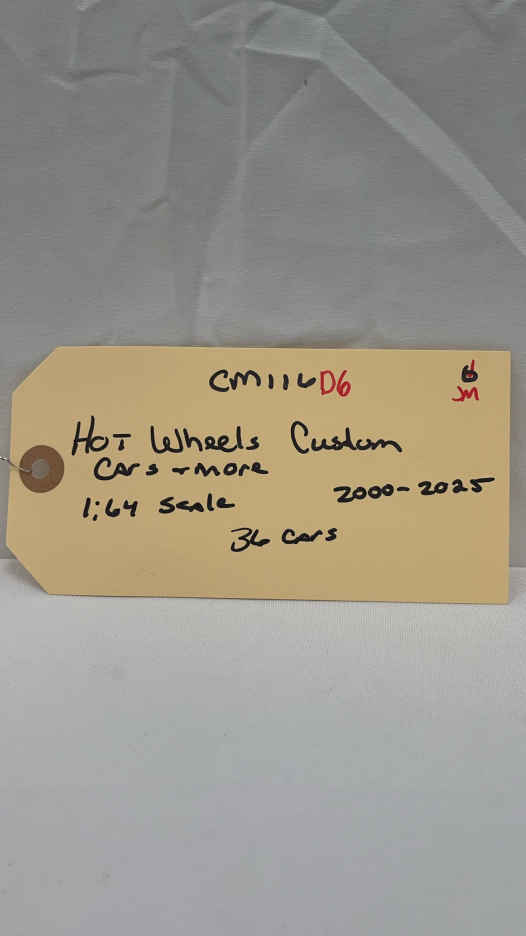 CM116D6
6
JM
Hot Wheels Custom
Cars + more
1:64 Scale 2000-2025
36 Cars